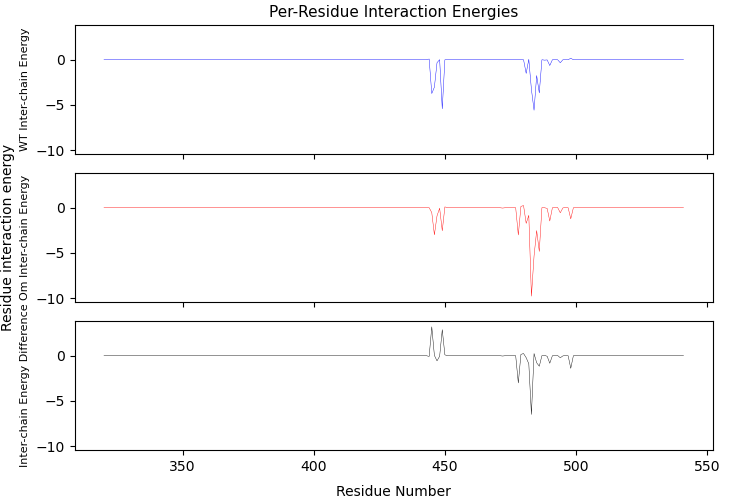 Per-Residue Interaction Energies
Residue interaction energy
WT Inter-chain Energy
0
−5
−10
Om Inter-chain Energy
0
−5
−10
Inter-chain Energy Difference
0
−5
−10
350
400
450
500
550
Residue Number